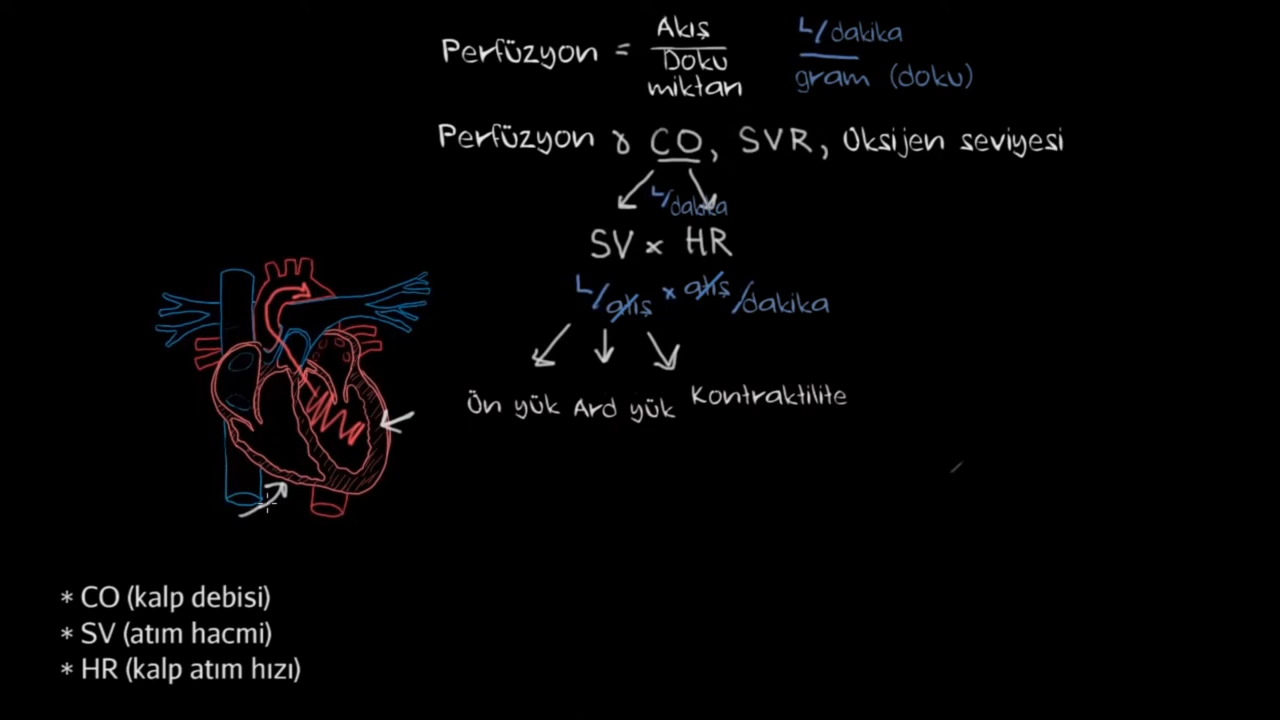 Perfüzyon = Akış L/dakika
Doku miktarı gram (doku)
Perfüzyon ɣ CO, SVR, Oksijen seviyesi
L/dakika
SV × HR
L/atış × atış/dakika
Ön yük Ard yük Kontraktilite
* CO (kalp debisi)
* SV (atım hacmi)
* HR (kalp atım hızı)